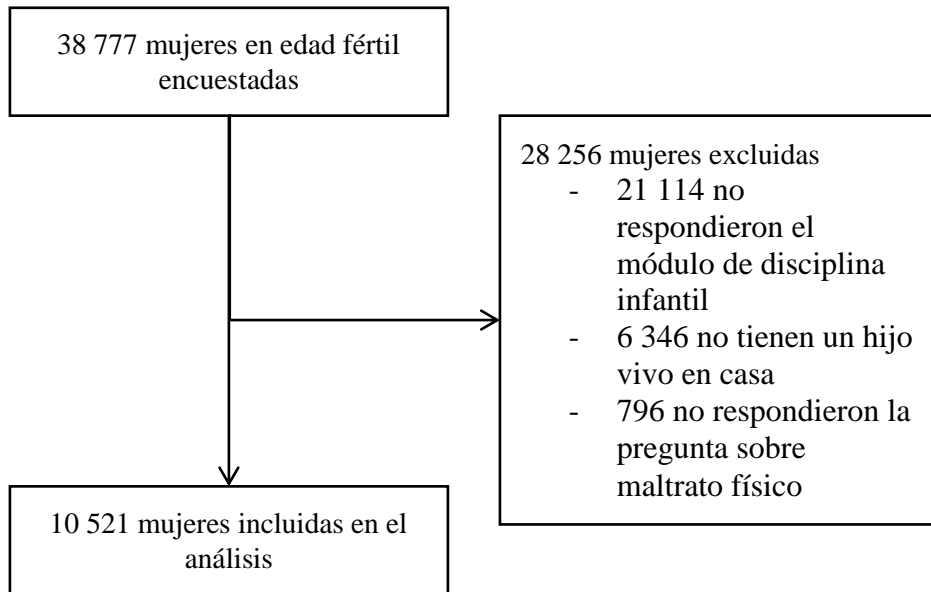 38 777 mujeres en edad fértil
encuestadas
28 256 mujeres excluidas
- 21 114 no
respondieron el
módulo de disciplina
infantil
- 6 346 no tienen un hijo
vivo en casa
- 796 no respondieron la
pregunta sobre
maltrato físico
10 521 mujeres incluidas en el
análisis